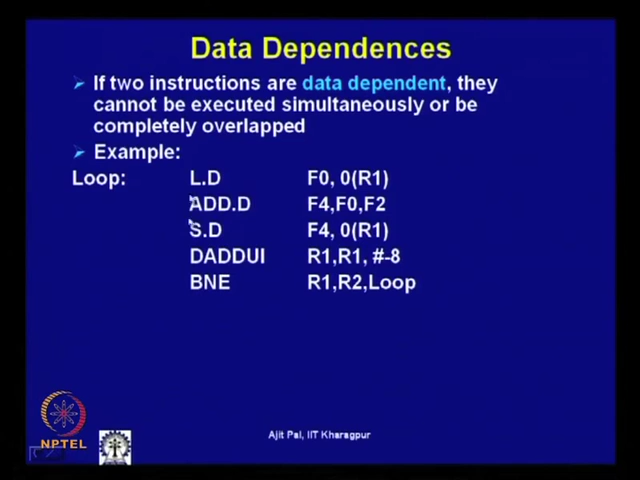 Data Dependences
If two instructions are data dependent, they
cannot be executed simultaneously or be
completely overlapped
Example:
Loop: L.D F0, 0(R1)
ADD.D F4,F0,F2
S.D F4, 0(R1)
DADDUI R1,R1, #-8
BNE R1,R2,Loop
NPTEL
Ajit Pal, IIT Kharagpur